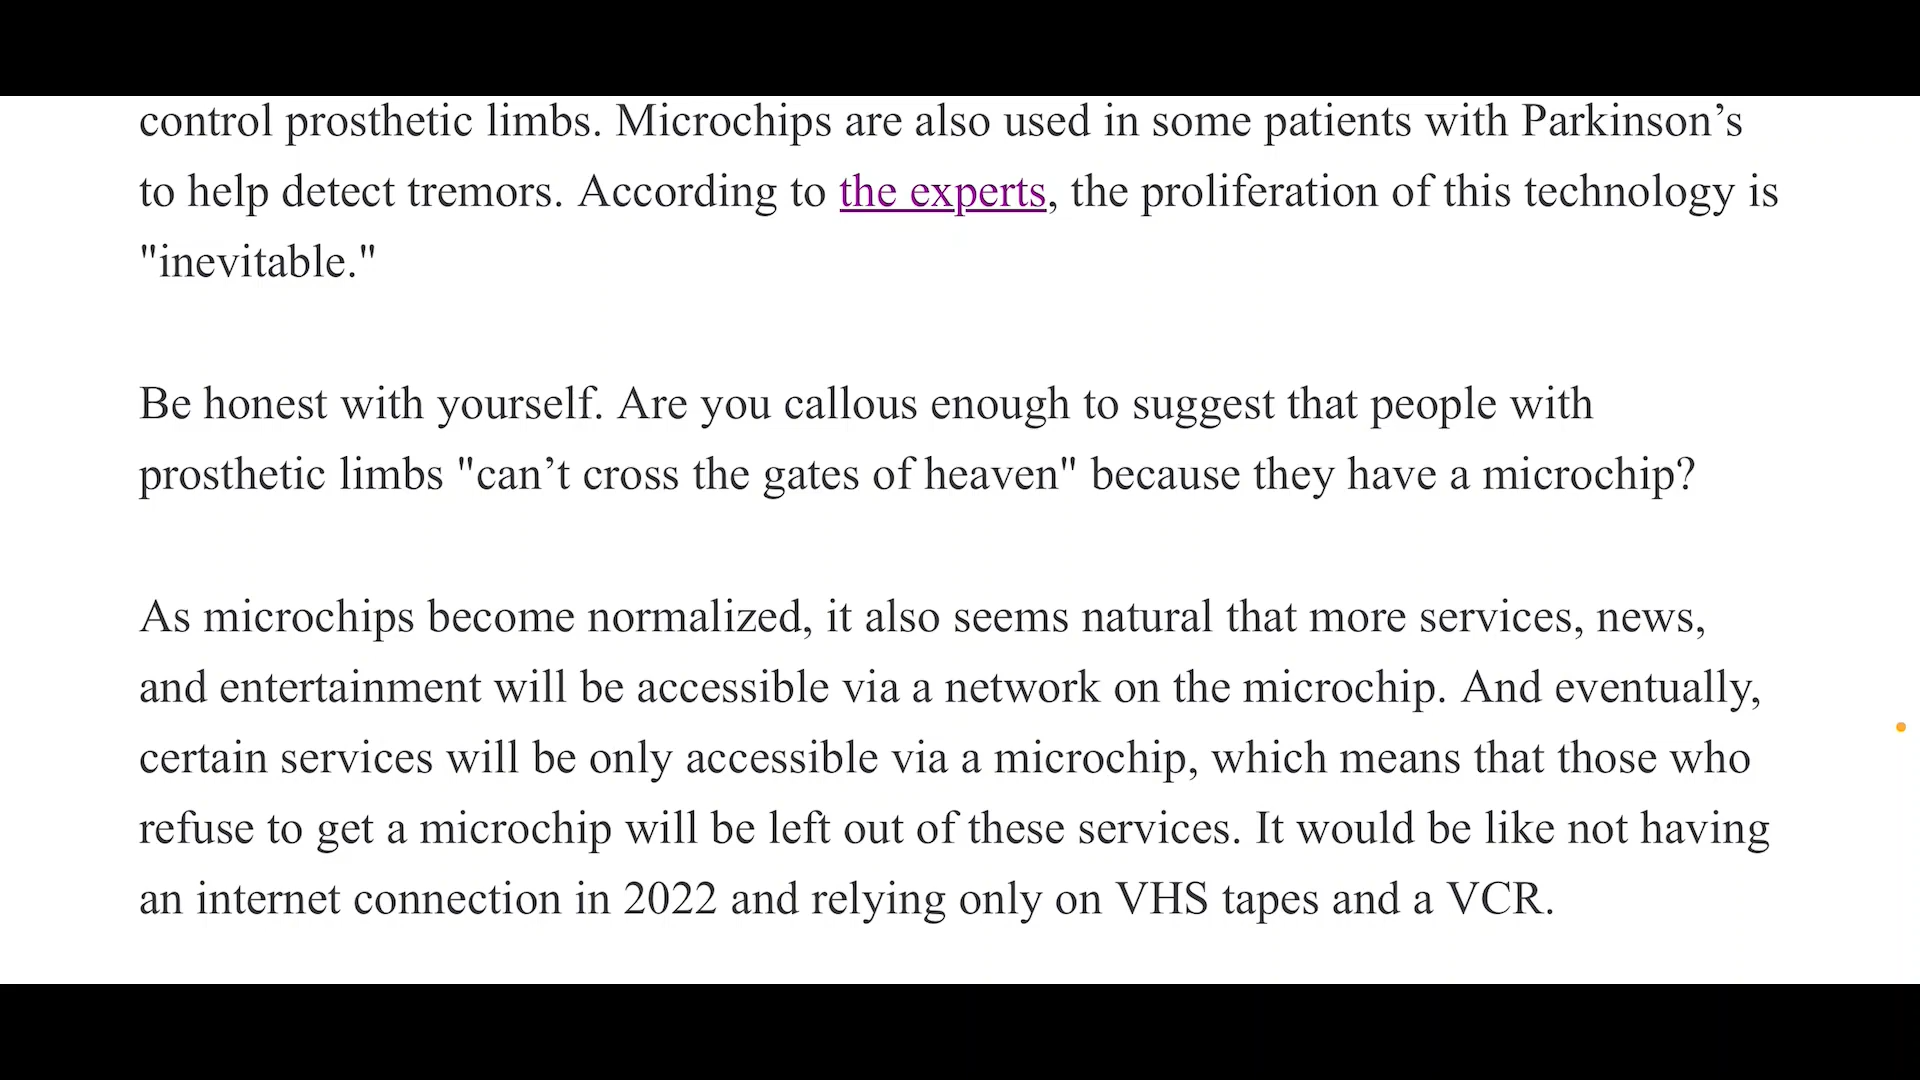 control prosthetic limbs. Microchips are also used in some patients with Parkinson’s
to help detect tremors. According to the experts, the proliferation of this technology is
"inevitable."
Be honest with yourself. Are you callous enough to suggest that people with
prosthetic limbs "can’t cross the gates of heaven" because they have a microchip?
As microchips become normalized, it also seems natural that more services, news,
and entertainment will be accessible via a network on the microchip. And eventually,
certain services will be only accessible via a microchip, which means that those who
refuse to get a microchip will be left out of these services. It would be like not having
an internet connection in 2022 and relying only on VHS tapes and a VCR.